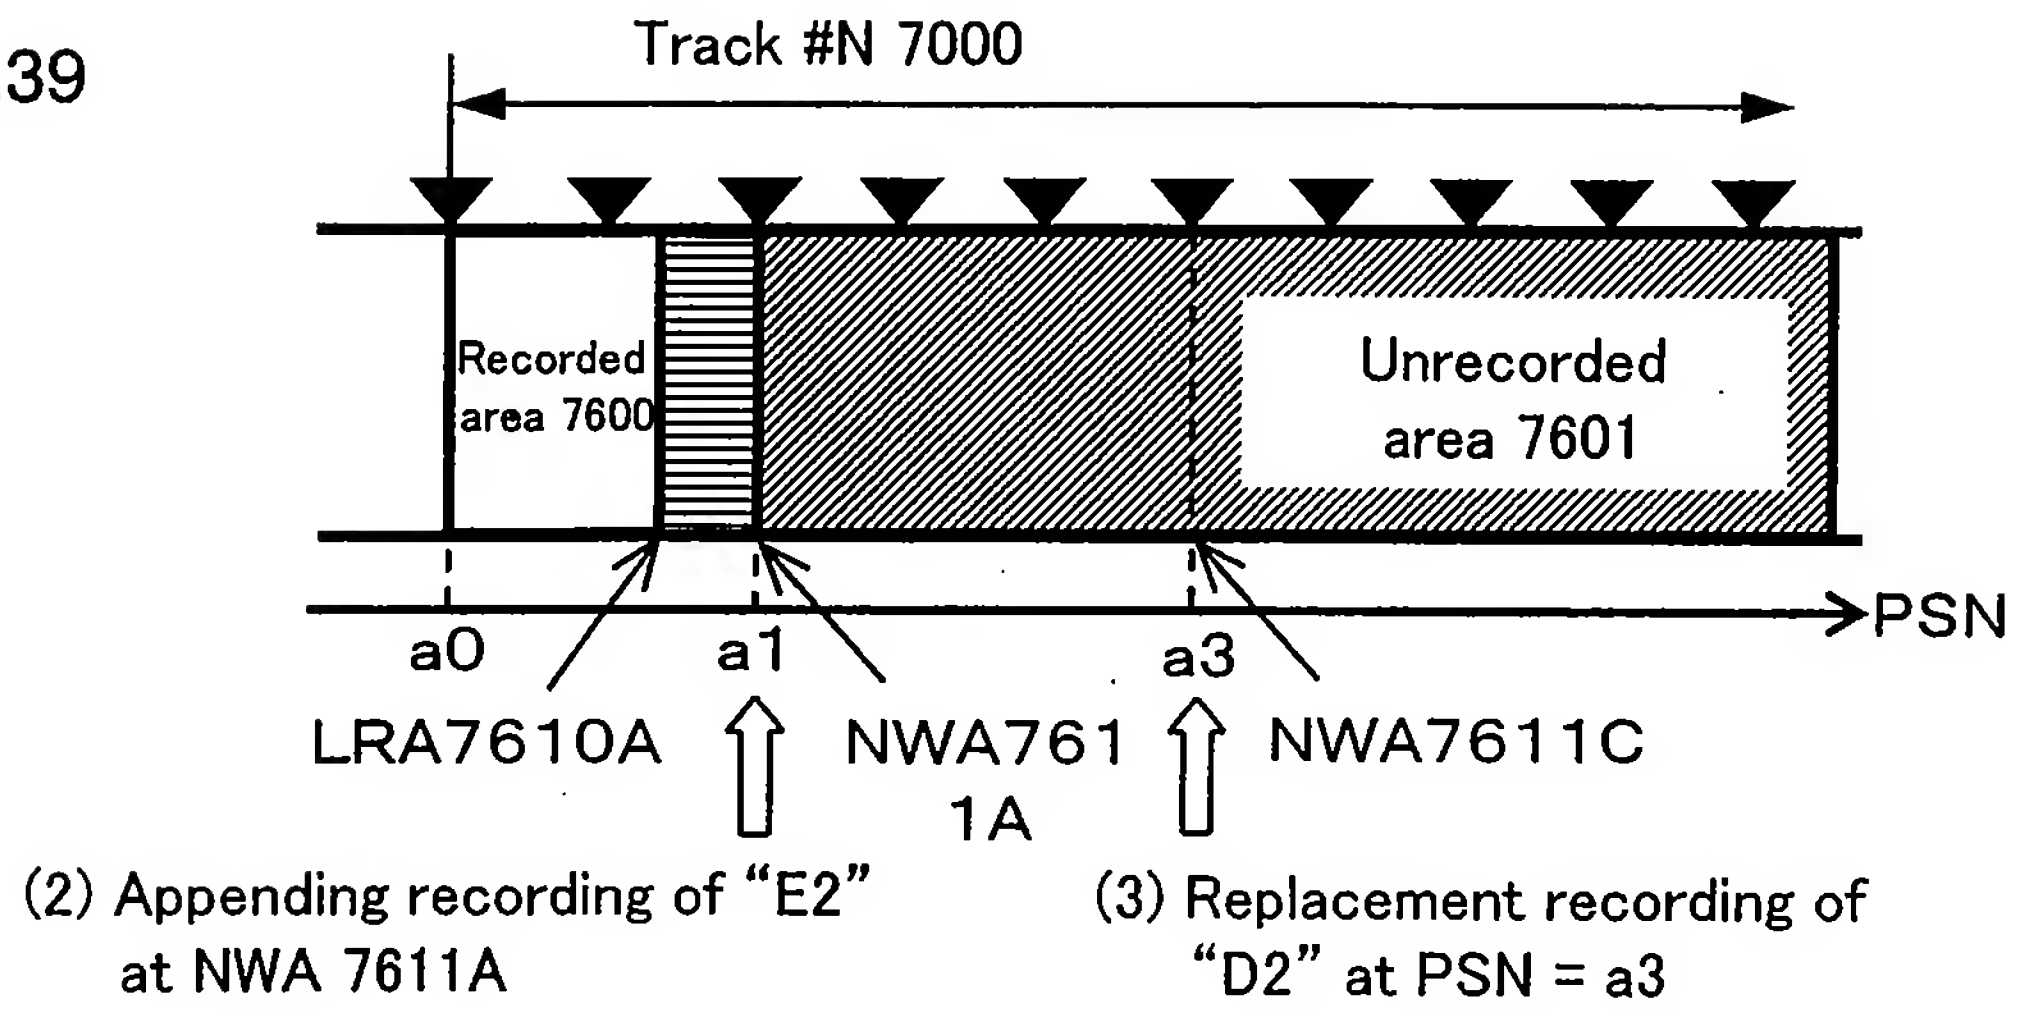 39
Track #N 7000
Recorded
area 7600
Unrecorded
area 7601
PSN
a0
a1
a3
LRA7610A
NWA761
1A
NWA7611C
(2) Appending recording of “E2”
at NWA 7611A
(3) Replacement recording of
“D2” at PSN = a3